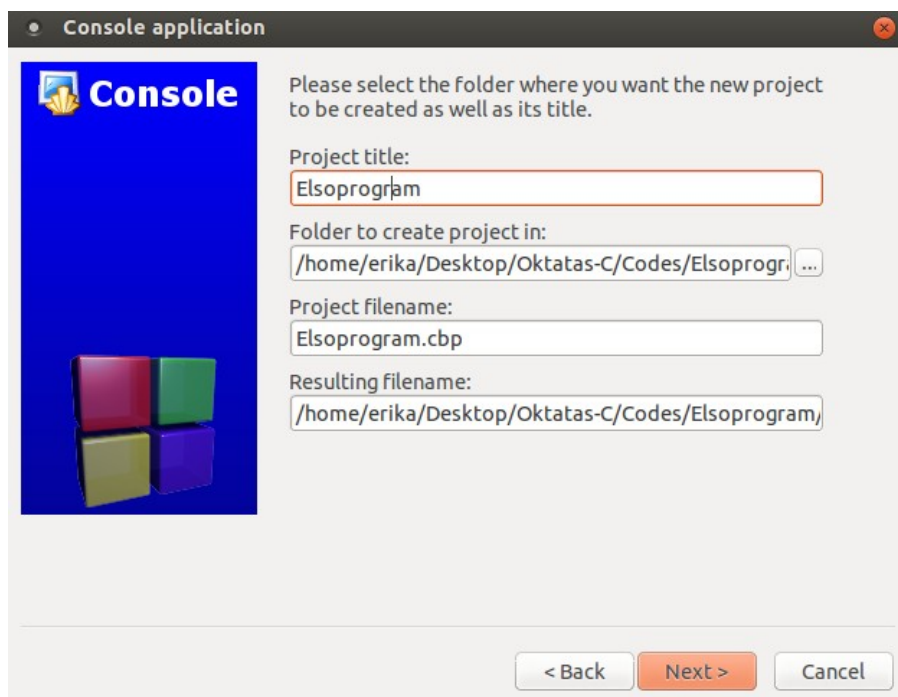 Console application
Console
Please select the folder where you want the new project
to be created as well as its title.
Project title:
Elsoprogram
Folder to create project in:
/home/erika/Desktop/Oktatas-C/Codes/Elsoprogra
...
Project filename:
Elsoprogram.cbp
Resulting filename:
/home/erika/Desktop/Oktatas-C/Codes/Elsoprogram/
< Back
Next >
Cancel